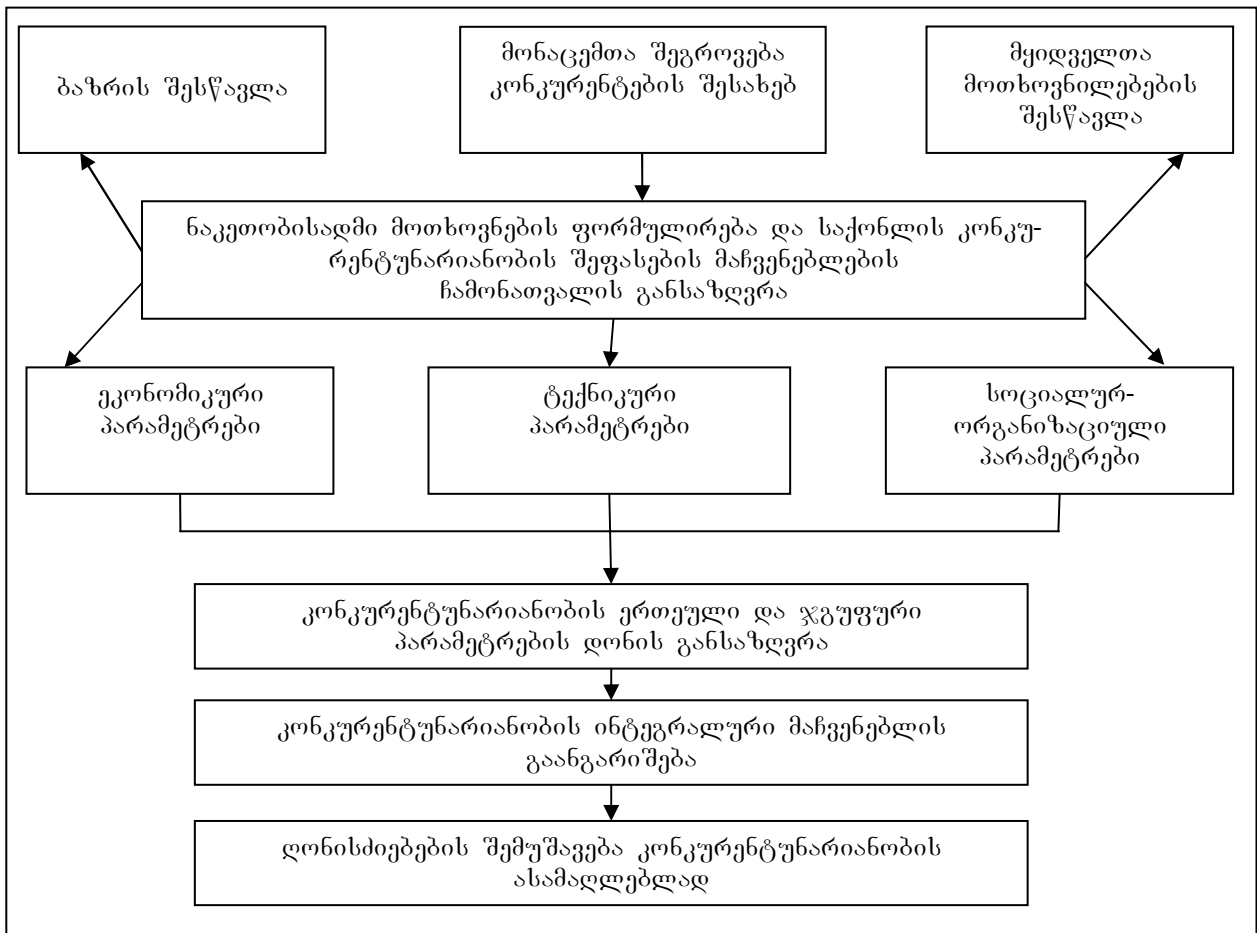 ბაზრის შესწავლა
მონაცემთა შეგროვება
კონკურენტების შესახებ
მყიდველთა
მოთხოვნილებების
შესწავლა
ნაკეთობისადმი მოთხოვნების ფორმულირება და საქონლის კონკუ-
რენტუნარიანობის შეფასების მაჩვენებლების
ჩამონათვალის განსაზღვრა
ეკონომიკური
პარამეტრები
ტექნიკური
პარამეტრები
სოციალურ-
ორგანიზაციული
პარამეტრები
კონკურენტუნარიანობის ერთეული და ჯგუფური
პარამეტრების დონის განსაზღვრა
კონკურენტუნარიანობის ინტეგრალური მაჩვენებლის
გაანგარიშება
ღონისძიებების შემუშავება კონკურენტუნარიანობის
ასამაღლებლად